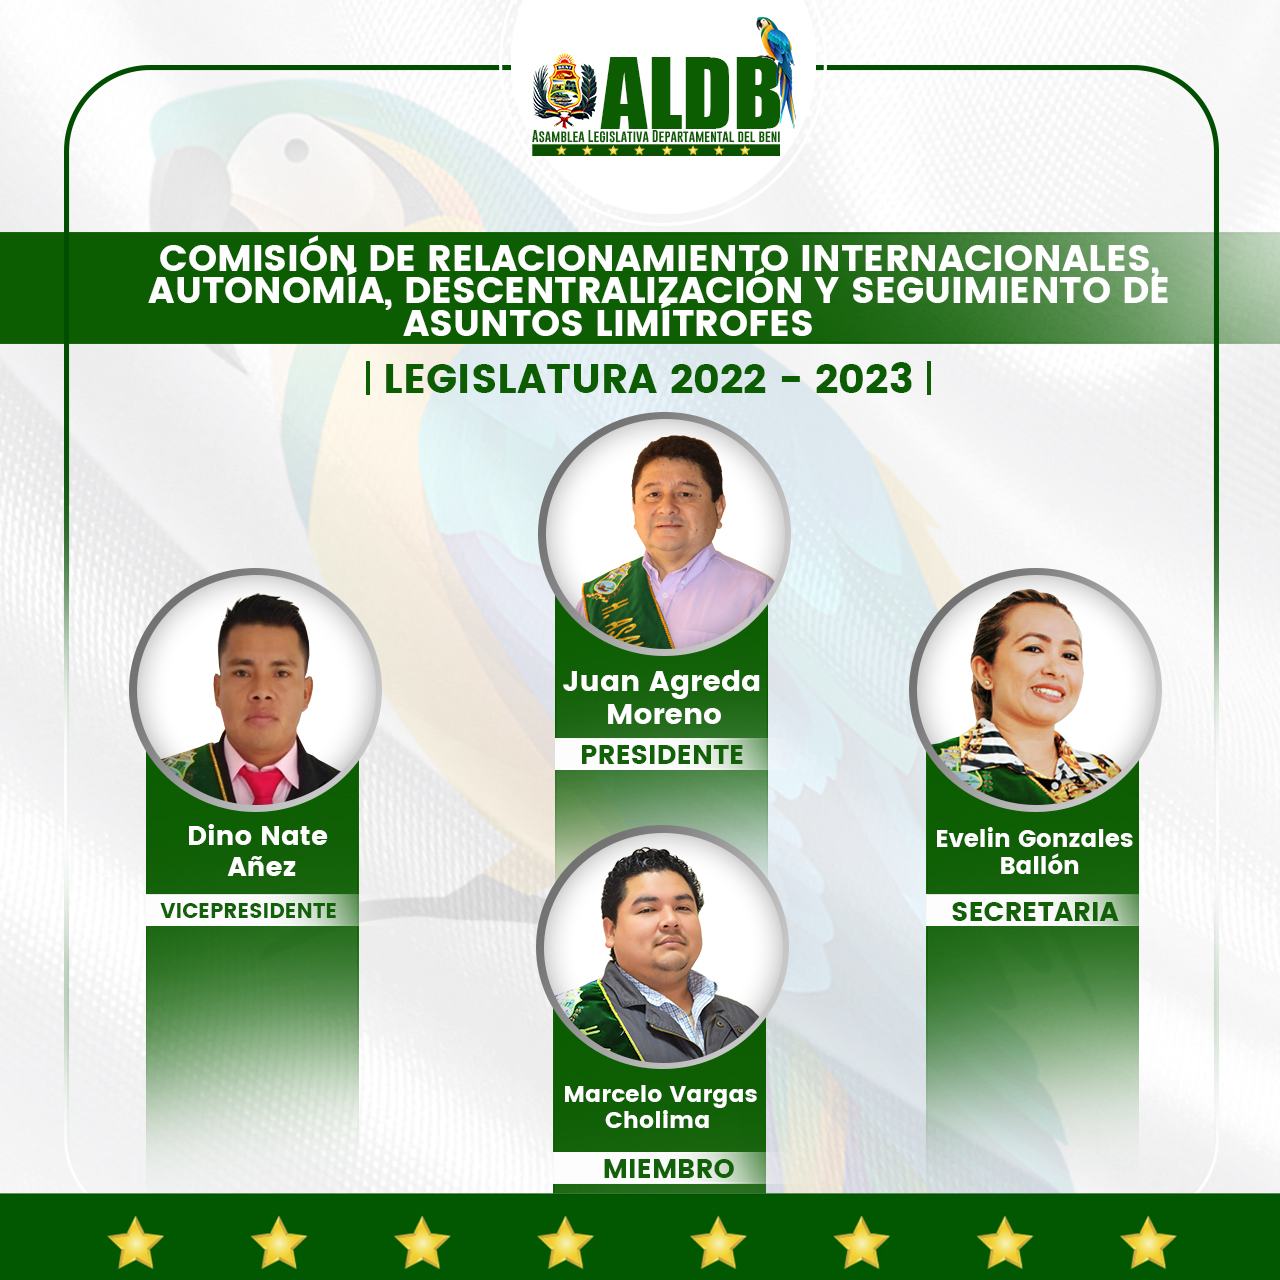 ALDB
ASAMBLEA LEGISLATIVA DEPARTAMENTAL DEL BENI
COMISIÓN DE RELACIONAMIENTO INTERNACIONALES,
AUTONOMÍA, DESCENTRALIZACIÓN Y SEGUIMIENTO DE
ASUNTOS LIMÍTROFES
| LEGISLATURA 2022 - 2023 |
Juan Agreda
Moreno
PRESIDENTE
Dino Nate
Añez
VICEPRESIDENTE
Evelin Gonzales
Ballón
SECRETARIA
Marcelo Vargas
Cholima
MIEMBRO